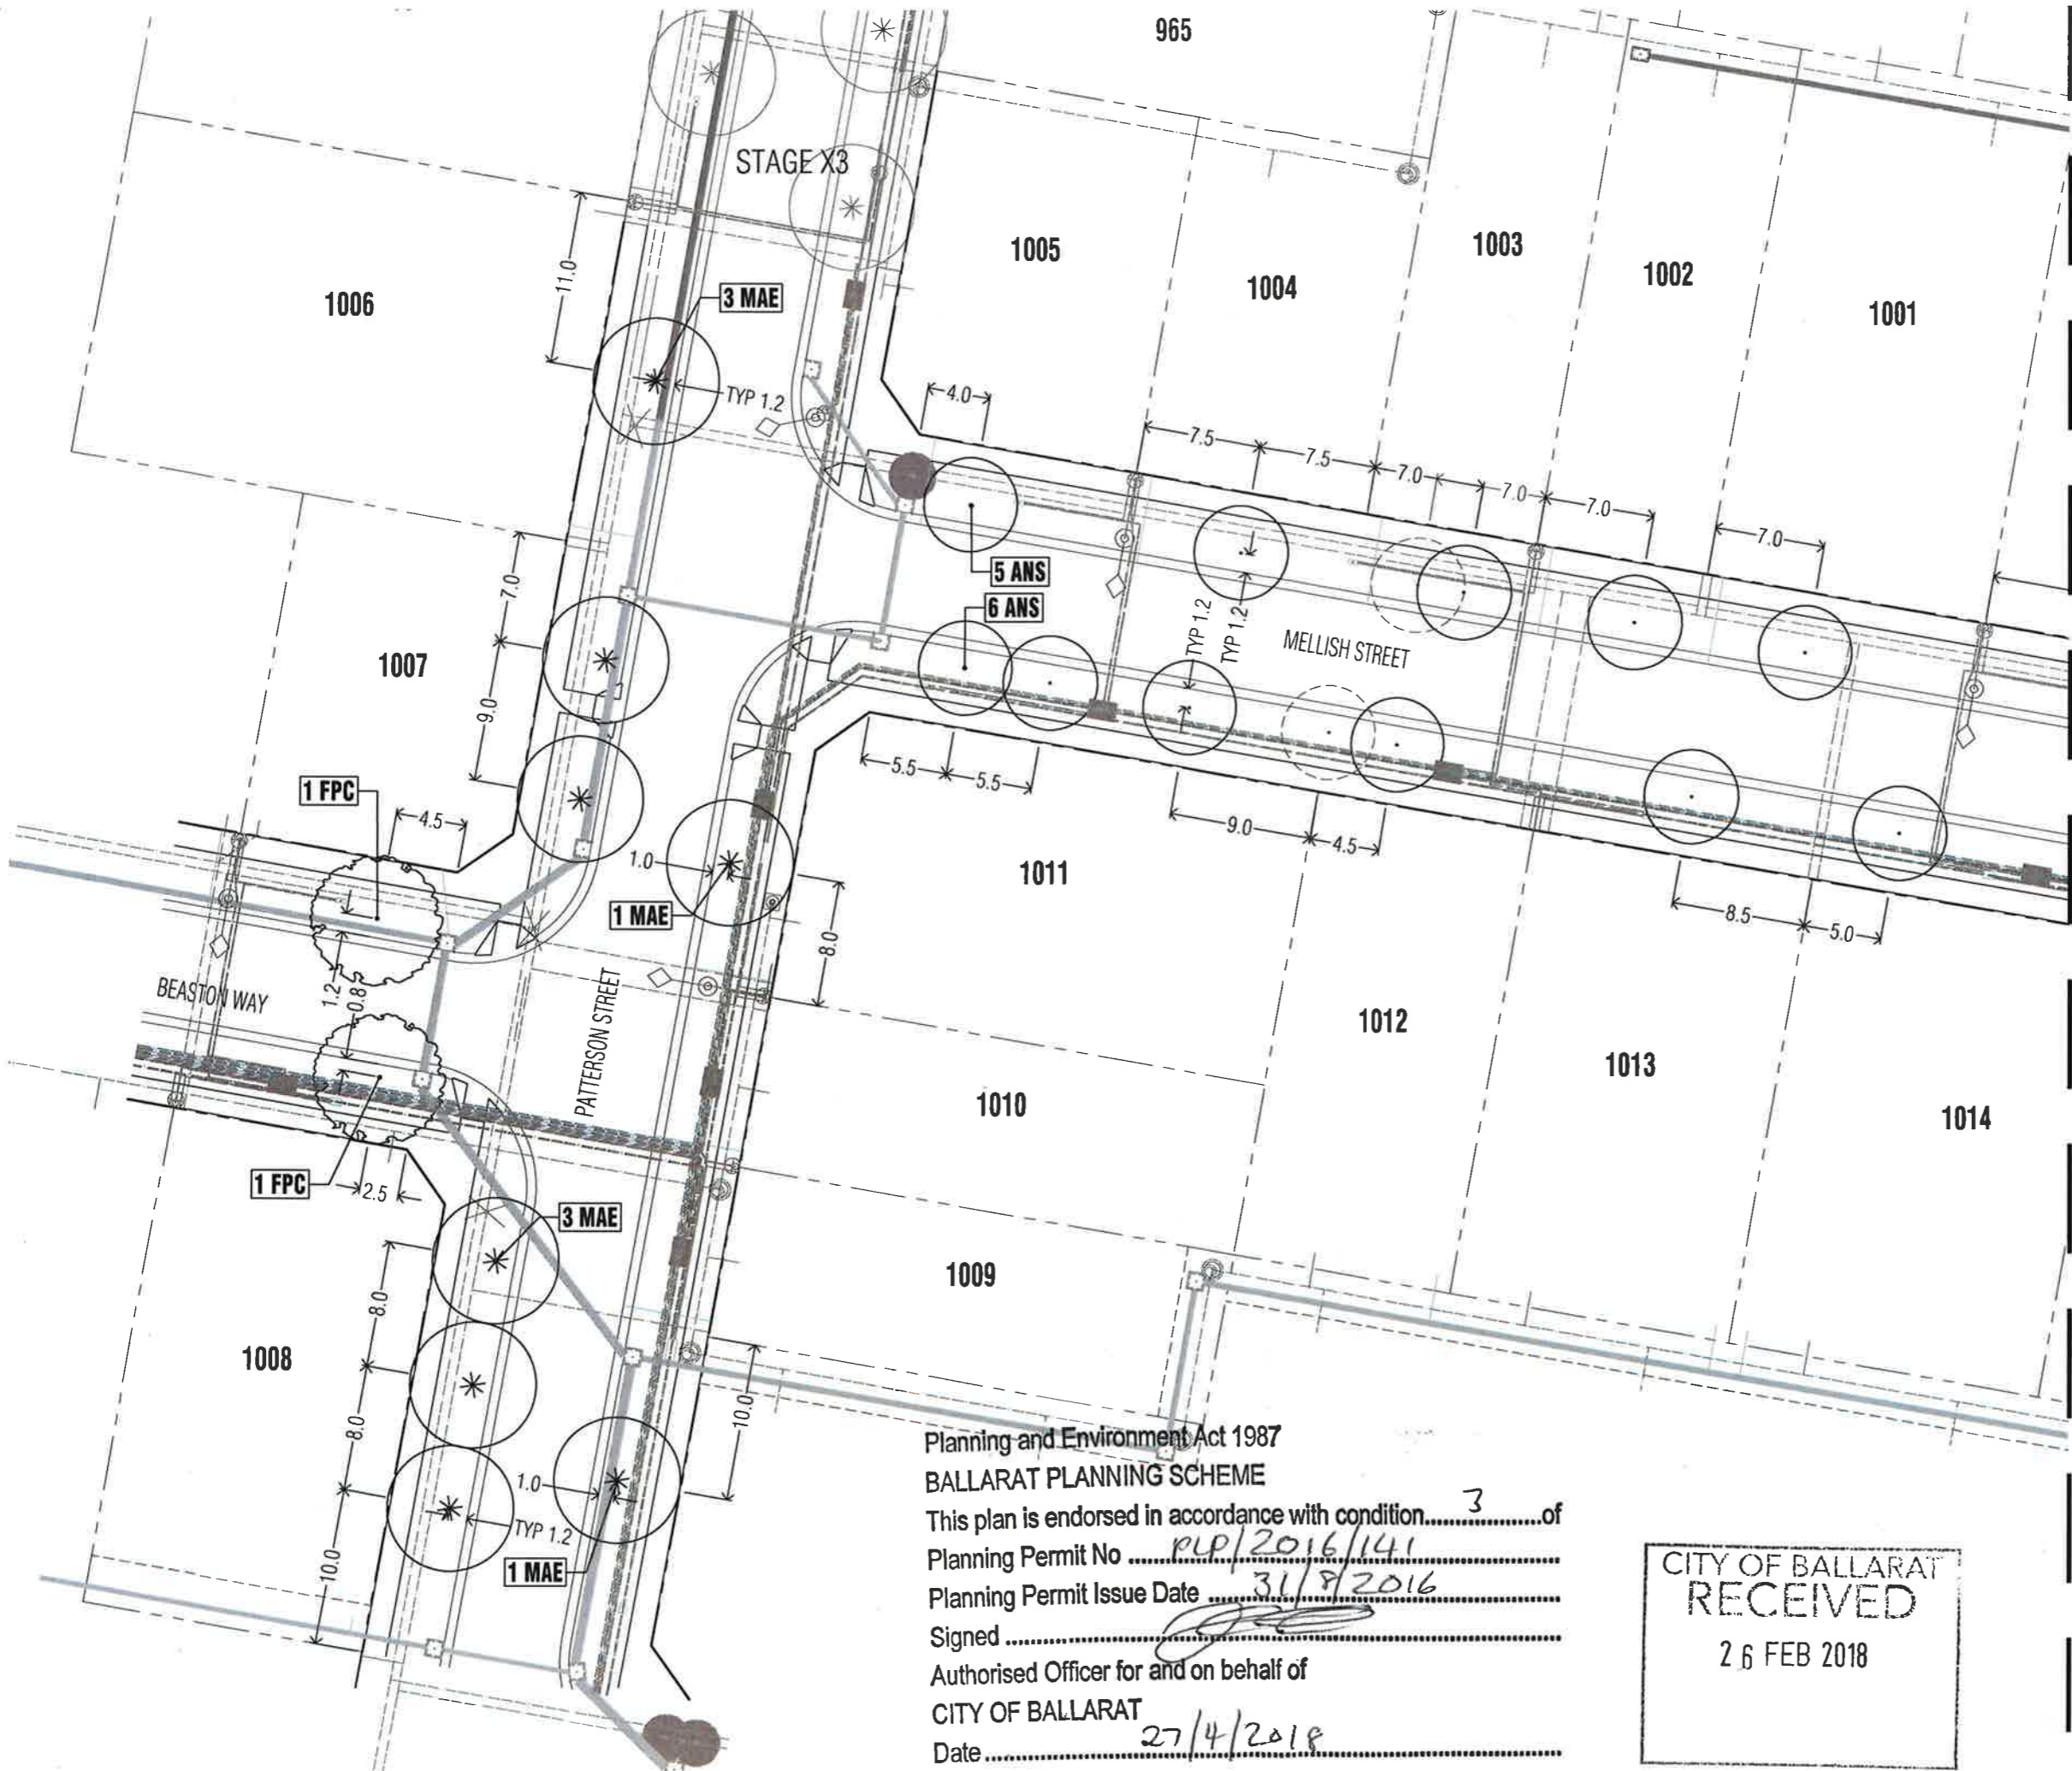 965
STAGE X3
1005
1004
1003
1002
1001
1006
11.0
3 MAE
TYP 1.2
4.0
7.5
7.5
7.0
7.0
7.0
7.0
5 ANS
6 ANS
TYP 1.2
TYP 1.2
MELLISH STREET
7.0
1007
9.0
5.5
5.5
9.0
4.5
8.5
5.0
1 FPC
4.5
1.0
1 MAE
8.0
1011
1012
1013
1014
BEASTON WAY
1.2
0.8
PATTERSON STREET
1010
1 FPC
2.5
3 MAE
1009
8.0
1008
8.0
10.0
1.0
TYP 1.2
1 MAE
10.0
Planning and Environment Act 1987
BALLARAT PLANNING SCHEME
This plan is endorsed in accordance with condition 3 of
Planning Permit No PLP/2016/141
Planning Permit Issue Date 31/8/2016
Signed
Authorised Officer for and on behalf of
CITY OF BALLARAT
Date 27/4/2018
CITY OF BALLARAT
RECEIVED
26 FEB 2018